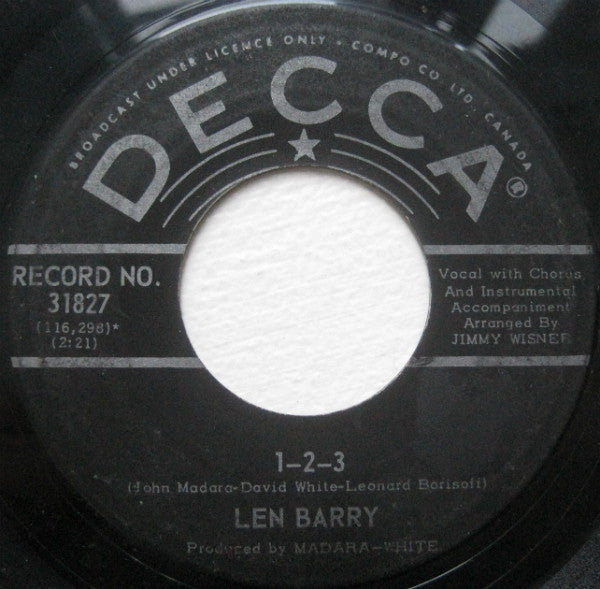 BROADCAST UNDER LICENCE ONLY · COMPO CO. LTD. CANADA
DECCA®
RECORD NO.
31827
(116,298)*
(2:21)
Vocal with Chorus
And Instrumental
Accompaniment
Arranged By
JIMMY WISNER
1-2-3
(John Madara-David White-Leonard Borisoff)
LEN BARRY
Produced by MADARA-WHITE